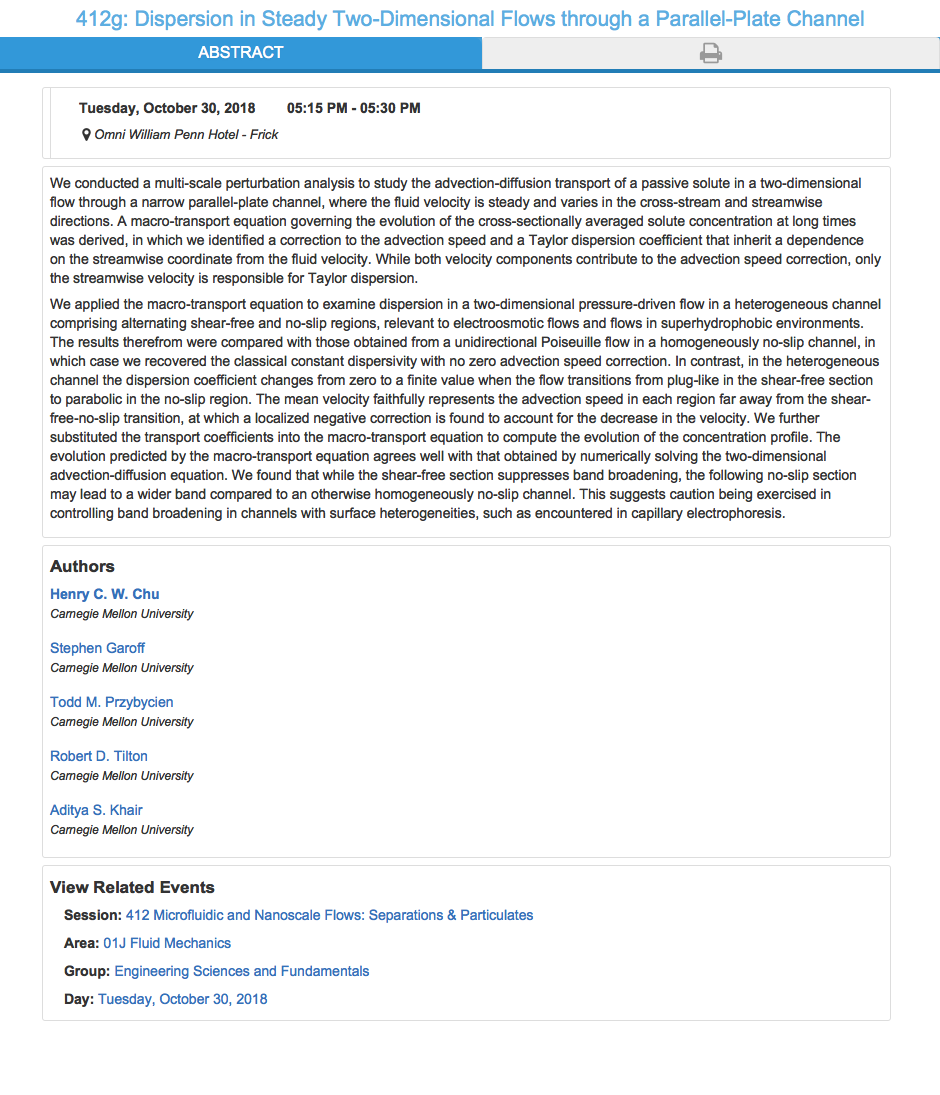 412g: Dispersion in Steady Two-Dimensional Flows through a Parallel-Plate Channel
ABSTRACT
Tuesday, October 30, 2018 05:15 PM - 05:30 PM
Omni William Penn Hotel - Frick
We conducted a multi-scale perturbation analysis to study the advection-diffusion transport of a passive solute in a two-dimensional
flow through a narrow parallel-plate channel, where the fluid velocity is steady and varies in the cross-stream and streamwise
directions. A macro-transport equation governing the evolution of the cross-sectionally averaged solute concentration at long times
was derived, in which we identified a correction to the advection speed and a Taylor dispersion coefficient that inherit a dependence
on the streamwise coordinate from the fluid velocity. While both velocity components contribute to the advection speed correction, only
the streamwise velocity is responsible for Taylor dispersion.
We applied the macro-transport equation to examine dispersion in a two-dimensional pressure-driven flow in a heterogeneous channel
comprising alternating shear-free and no-slip regions, relevant to electroosmotic flows and flows in superhydrophobic environments.
The results therefrom were compared with those obtained from a unidirectional Poiseuille flow in a homogeneously no-slip channel, in
which case we recovered the classical constant dispersivity with no zero advection speed correction. In contrast, in the heterogeneous
channel the dispersion coefficient changes from zero to a finite value when the flow transitions from plug-like in the shear-free section
to parabolic in the no-slip region. The mean velocity faithfully represents the advection speed in each region far away from the shear-
free-no-slip transition, at which a localized negative correction is found to account for the decrease in the velocity. We further
substituted the transport coefficients into the macro-transport equation to compute the evolution of the concentration profile. The
evolution predicted by the macro-transport equation agrees well with that obtained by numerically solving the two-dimensional
advection-diffusion equation. We found that while the shear-free section suppresses band broadening, the following no-slip section
may lead to a wider band compared to an otherwise homogeneously no-slip channel. This suggests caution being exercised in
controlling band broadening in channels with surface heterogeneities, such as encountered in capillary electrophoresis.
Authors
Henry C. W. Chu
Carnegie Mellon University
Stephen Garoff
Carnegie Mellon University
Todd M. Przybycien
Carnegie Mellon University
Robert D. Tilton
Carnegie Mellon University
Aditya S. Khair
Carnegie Mellon University
View Related Events
Session: 412 Microfluidic and Nanoscale Flows: Separations & Particulates
Area: 01J Fluid Mechanics
Group: Engineering Sciences and Fundamentals
Day: Tuesday, October 30, 2018